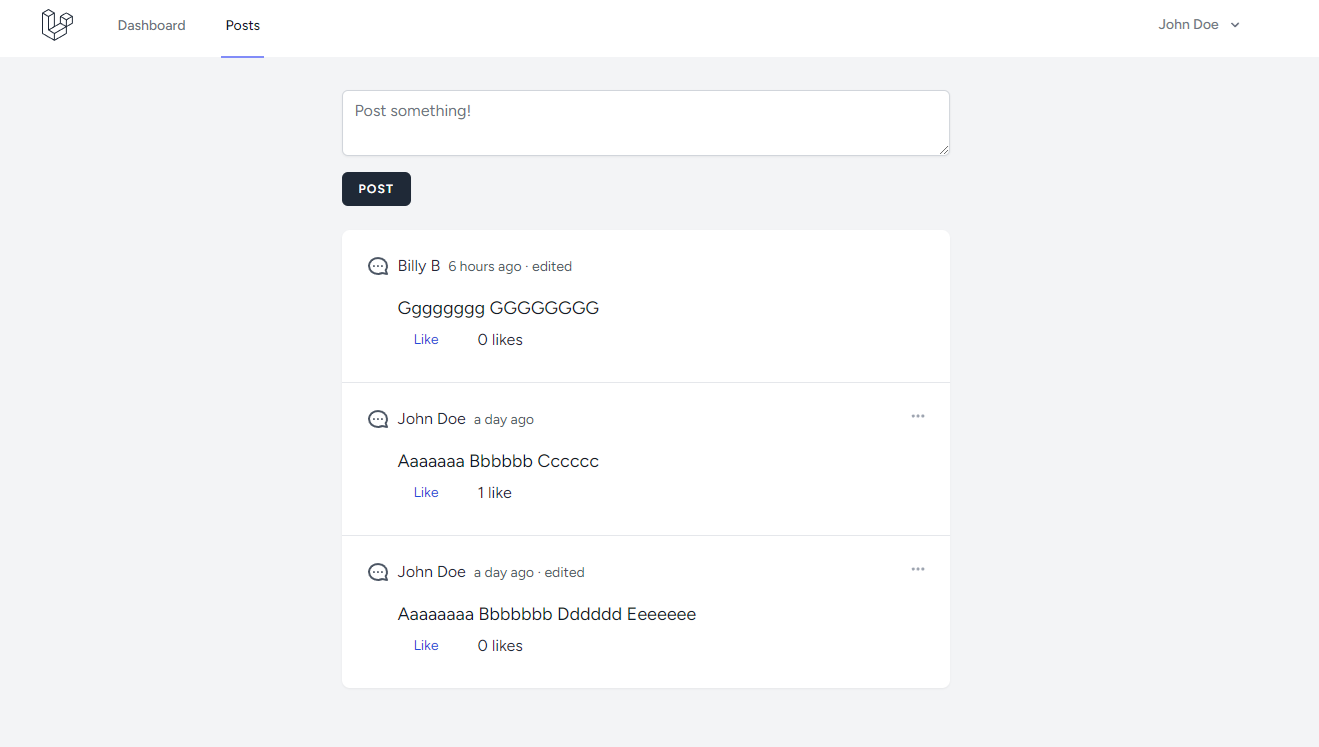 Dashboard Posts John Doe
Post something!
POST
Billy B 6 hours ago · edited
Gggggggg GGGGGGGG
Like 0 likes
John Doe a day ago
Aaaaaaa Bbbbbb Cccccc
Like 1 like
John Doe a day ago · edited
Aaaaaaaa Bbbbbbb Dddddd Eeeeeee
Like 0 likes